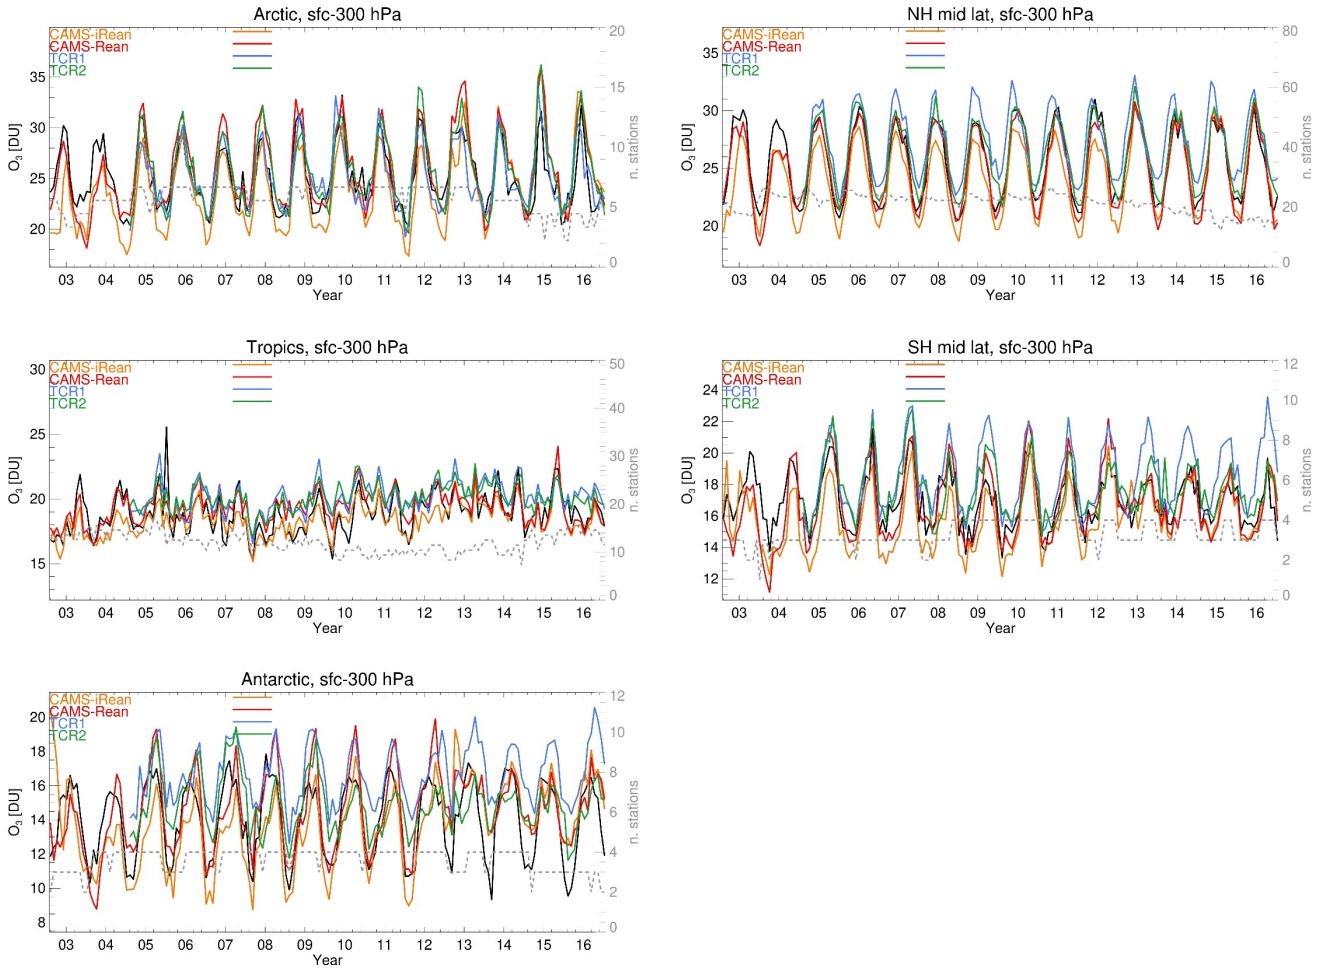 Arctic, sfc-300 hPa
CAMS-iRean
CAMS-Rean
TCR1
TCR2
35
30
25
20
O₃ [DU]
20
15
10
5
0
n. stations
03 04 05 06 07 08 09 10 11 12 13 14 15 16
Year
NH mid lat, sfc-300 hPa
CAMS-iRean
CAMS-Rean
TCR1
TCR2
35
30
25
20
O₃ [DU]
80
60
40
20
0
n. stations
03 04 05 06 07 08 09 10 11 12 13 14 15 16
Year
Tropics, sfc-300 hPa
CAMS-iRean
CAMS-Rean
TCR1
TCR2
30
25
20
15
O₃ [DU]
50
40
30
20
10
0
n. stations
03 04 05 06 07 08 09 10 11 12 13 14 15 16
Year
SH mid lat, sfc-300 hPa
CAMS-iRean
CAMS-Rean
TCR1
TCR2
24
22
20
18
16
14
12
O₃ [DU]
12
10
8
6
4
2
0
n. stations
03 04 05 06 07 08 09 10 11 12 13 14 15 16
Year
Antarctic, sfc-300 hPa
CAMS-iRean
CAMS-Rean
TCR1
TCR2
20
18
16
14
12
10
8
O₃ [DU]
12
10
8
6
4
2
0
n. stations
03 04 05 06 07 08 09 10 11 12 13 14 15 16
Year